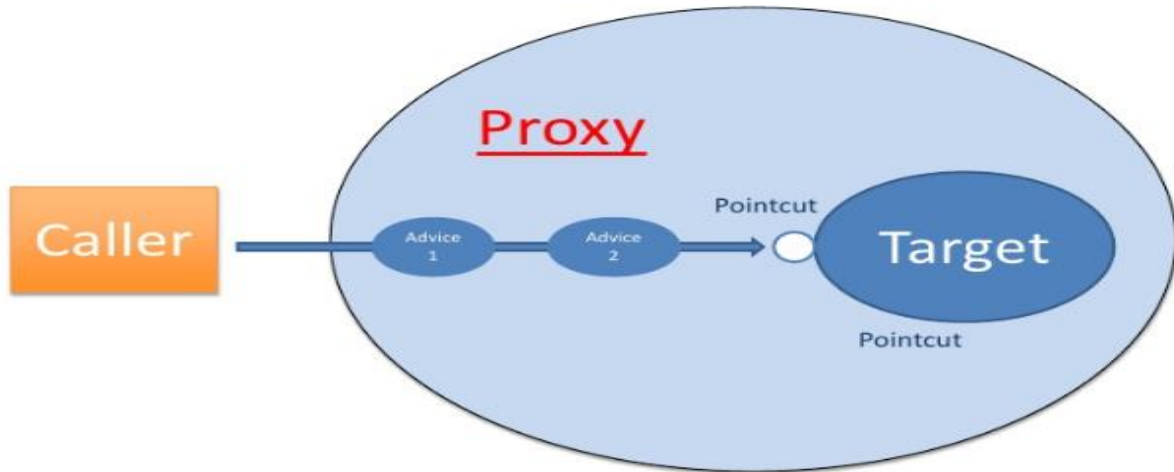 Proxy
Caller
Advice
1
Advice
2
Pointcut
Target
Pointcut